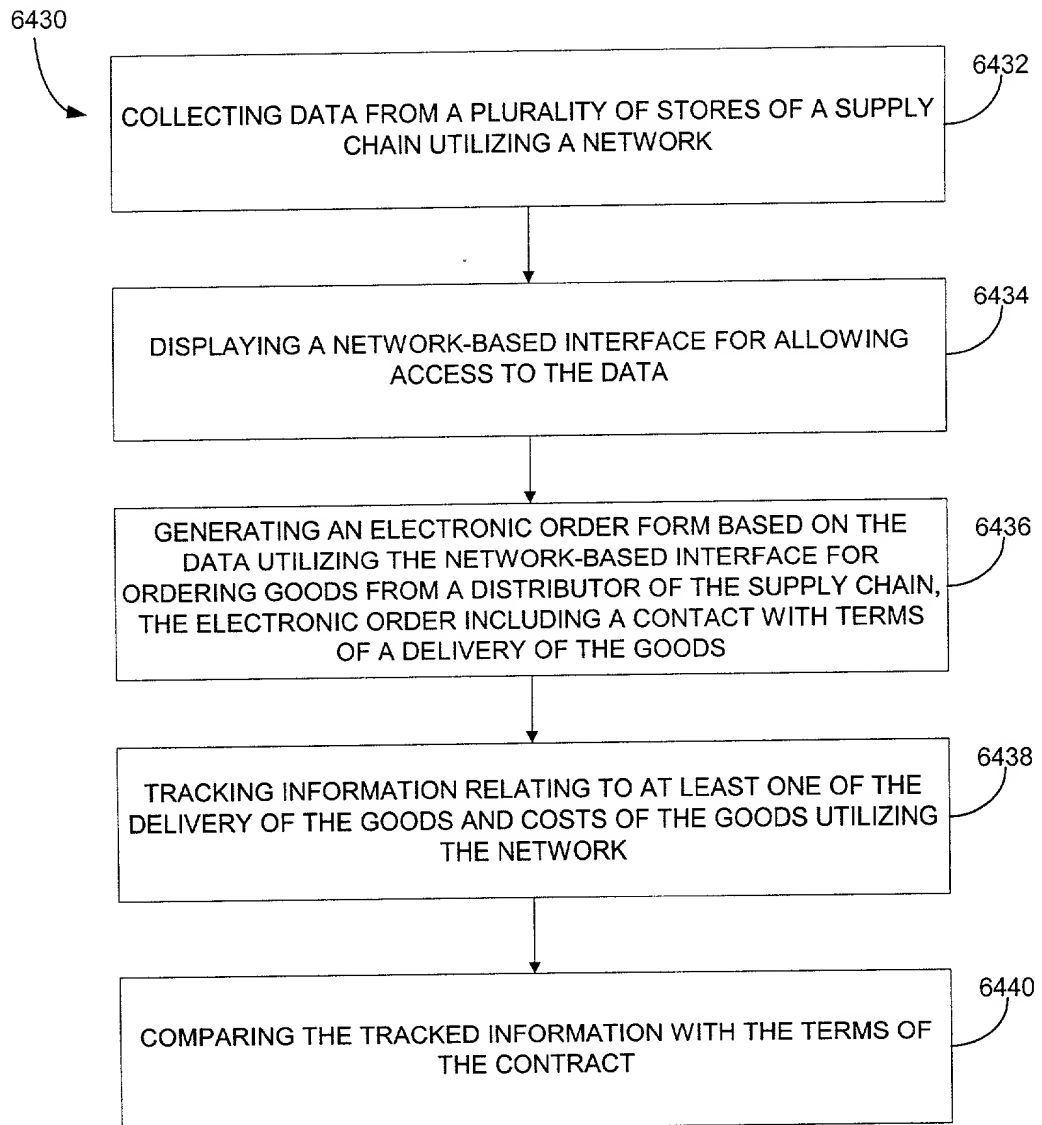 6430
6432
COLLECTING DATA FROM A PLURALITY OF STORES OF A SUPPLY
CHAIN UTILIZING A NETWORK
6434
DISPLAYING A NETWORK-BASED INTERFACE FOR ALLOWING
ACCESS TO THE DATA
6436
GENERATING AN ELECTRONIC ORDER FORM BASED ON THE
DATA UTILIZING THE NETWORK-BASED INTERFACE FOR
ORDERING GOODS FROM A DISTRIBUTOR OF THE SUPPLY CHAIN,
THE ELECTRONIC ORDER INCLUDING A CONTACT WITH TERMS
OF A DELIVERY OF THE GOODS
6438
TRACKING INFORMATION RELATING TO AT LEAST ONE OF THE
DELIVERY OF THE GOODS AND COSTS OF THE GOODS UTILIZING
THE NETWORK
6440
COMPARING THE TRACKED INFORMATION WITH THE TERMS OF
THE CONTRACT